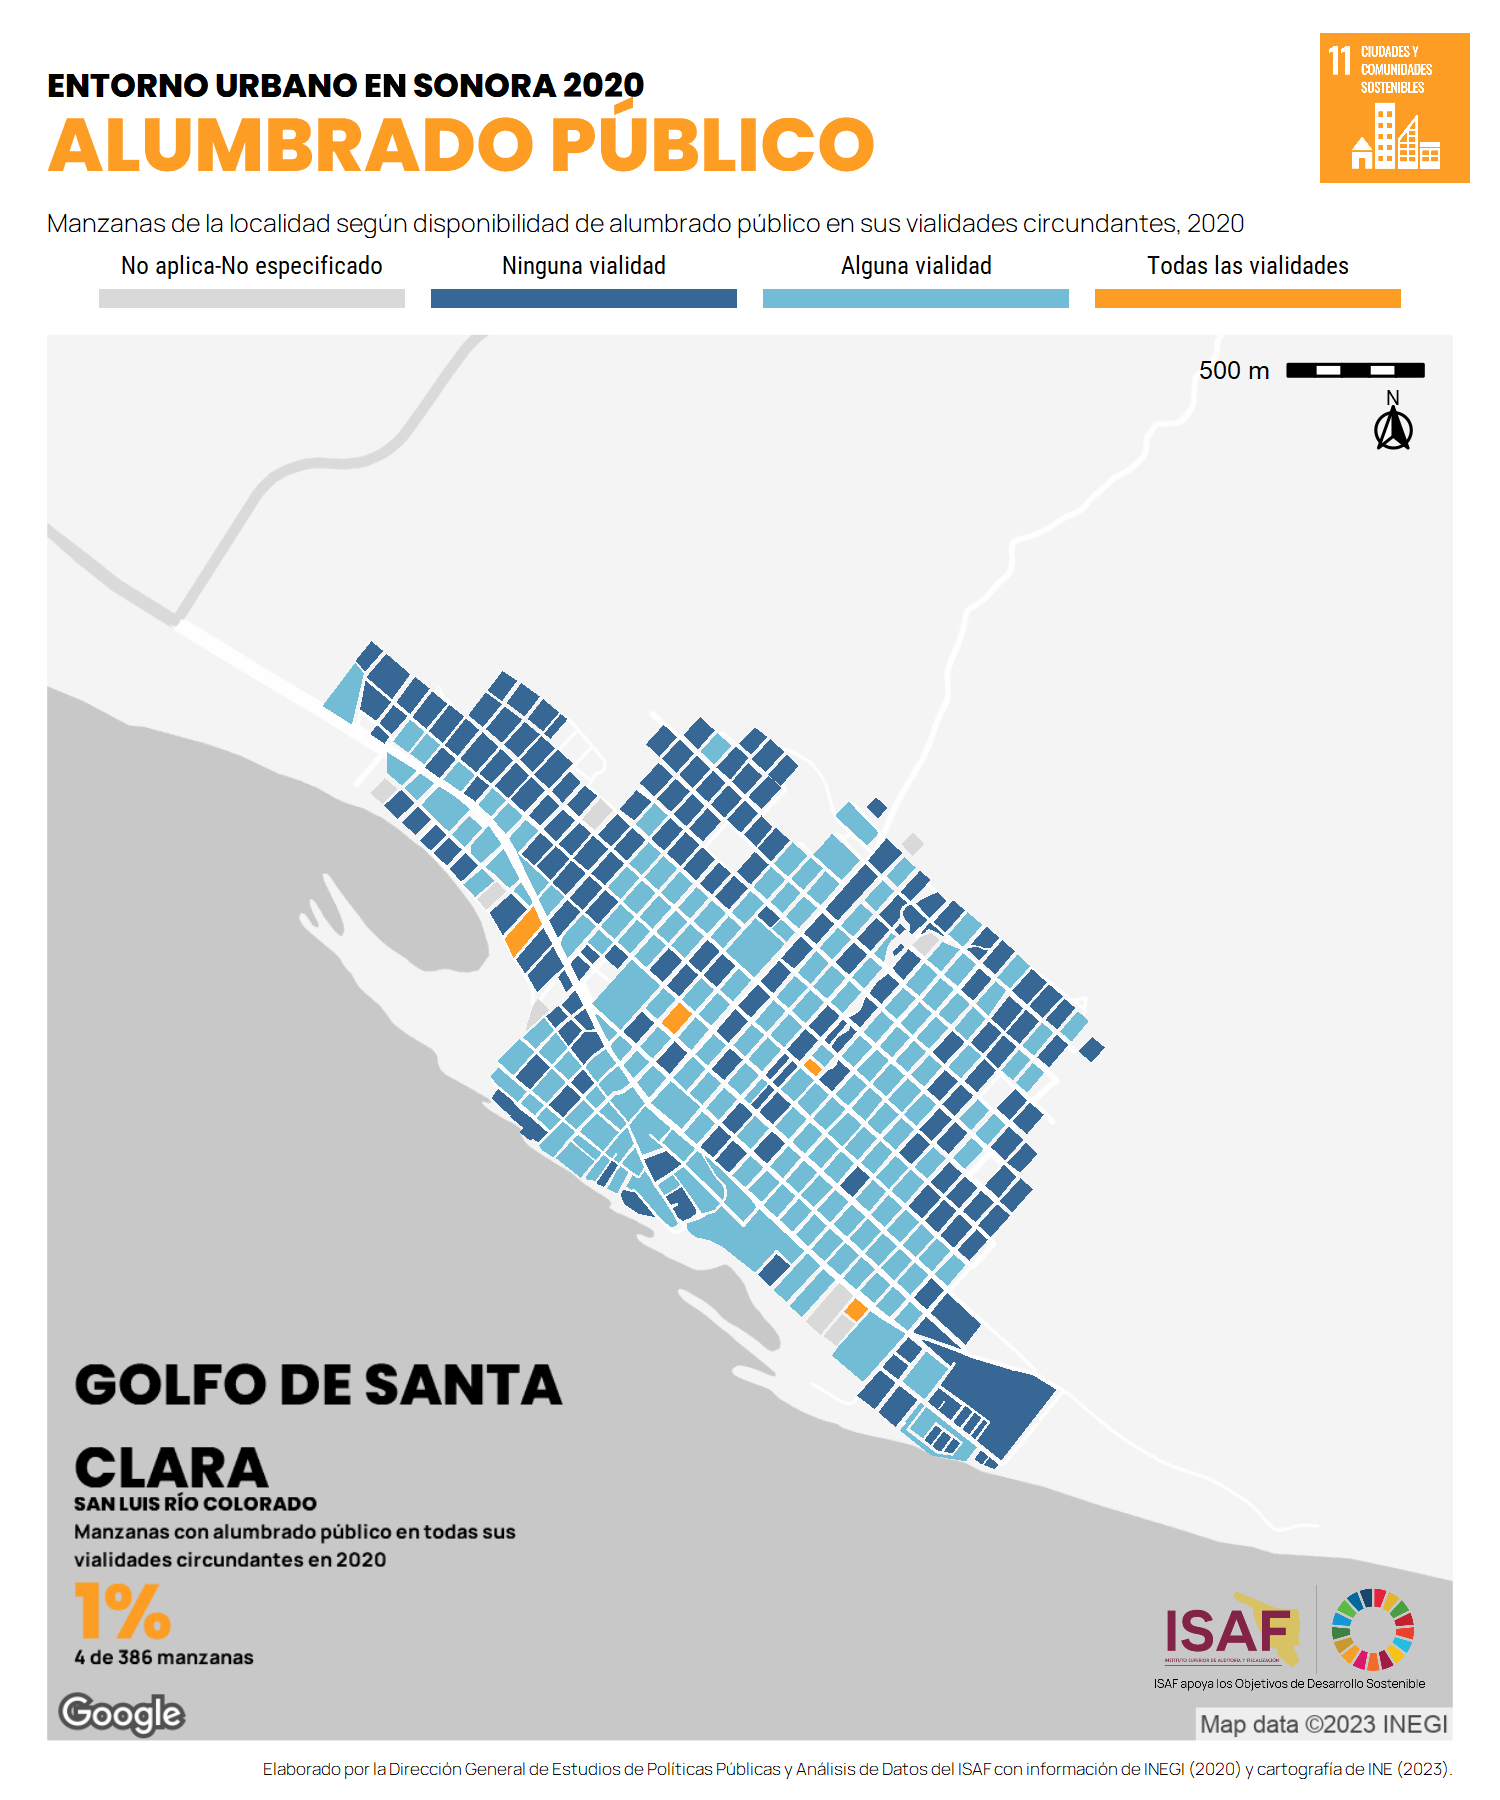 11 CIUDADES Y
COMUNIDADES
SOSTENIBLES
ENTORNO URBANO EN SONORA 2020
ALUMBRADO PÚBLICO
Manzanas de la localidad según disponibilidad de alumbrado público en sus vialidades circundantes, 2020
No aplica-No especificado
Ninguna vialidad
Alguna vialidad
Todas las vialidades
500 m
N
GOLFO DE SANTA
CLARA
SAN LUIS RÍO COLORADO
Manzanas con alumbrado público en todas sus
vialidades circundantes en 2020
1%
4 de 386 manzanas
ISAF
INSTITUTO SUPERIOR DE AUDITORÍA Y FISCALIZACIÓN
ISAF apoya los Objetivos de Desarrollo Sostenible
Google
Map data ©2023 INEGI
Elaborado por la Dirección General de Estudios de Políticas Públicas y Análisis de Datos del ISAF con información de INEGI (2020) y cartografía de INE (2023).